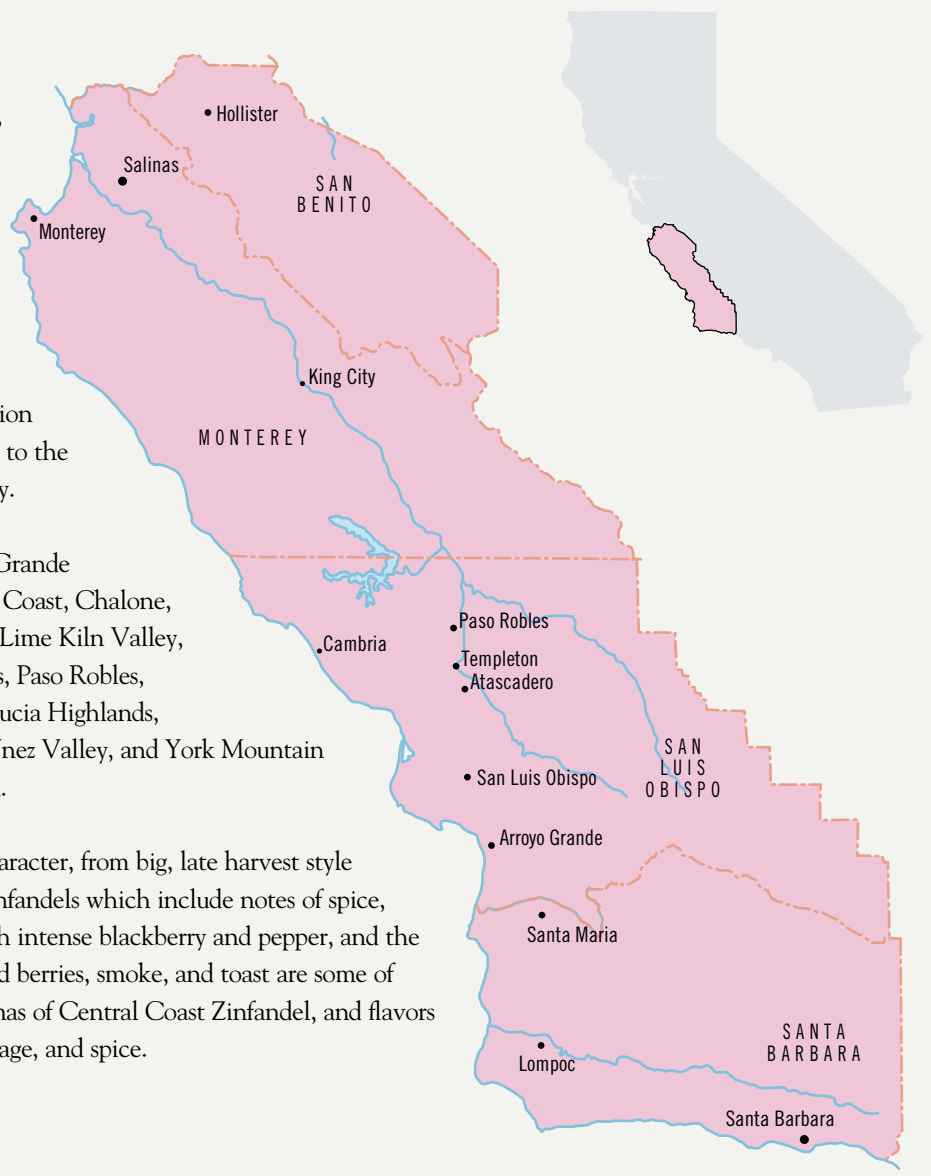 Hollister
Salinas
SAN
BENITO
Monterey
King City
MONTEREY
Paso Robles
Cambria
Templeton
Atascadero
SAN
LUIS
OBISPO
San Luis Obispo
Arroyo Grande
Santa Maria
SANTA
BARBARA
Lompoc
Santa Barbara
ion
to the
y.
Grande
Coast, Chalone,
Lime Kiln Valley,
s, Paso Robles,
ucia Highlands,
nez Valley, and York Mountain
.
aracter, from big, late harvest style
nfandels which include notes of spice,
h intense blackberry and pepper, and the
d berries, smoke, and toast are some of
nas of Central Coast Zinfandel, and flavors
age, and spice.